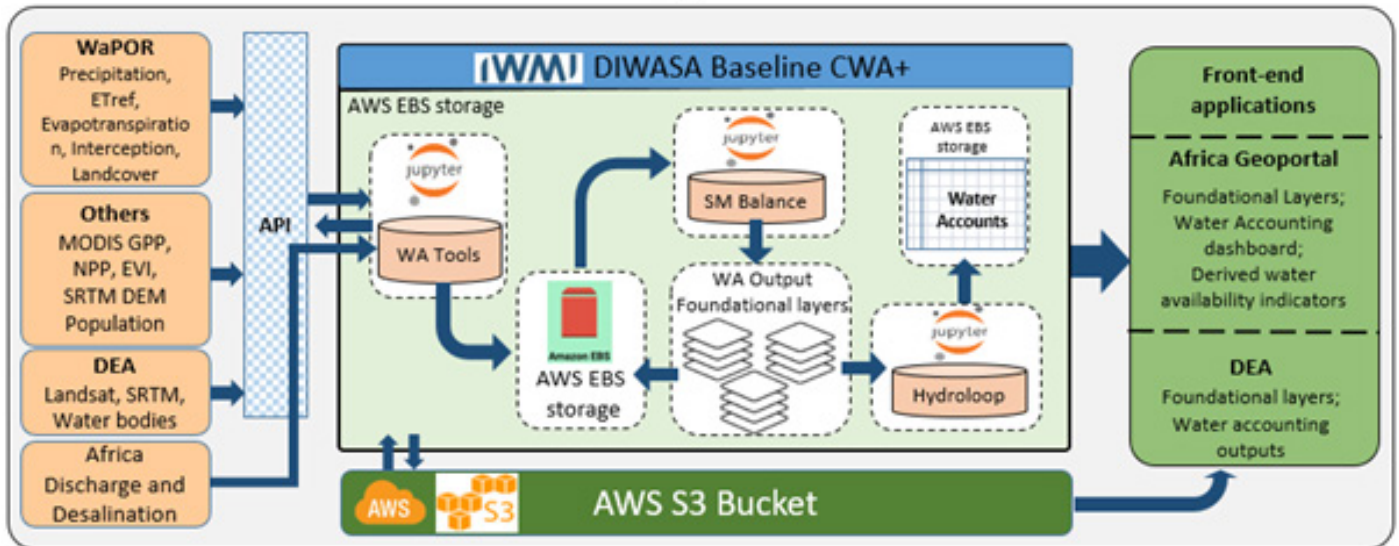 WaPOR
Precipitation,
ETref,
Evapotranspiratio
n, Interception,
Landcover
Others
MODIS GPP,
NPP, EVI,
SRTM DEM
Population
DEA
Landsat, SRTM,
Water bodies
Africa
Discharge and
Desalination
API
IWMI DIWASA Baseline CWA+
AWS EBS storage
jupyter
WA Tools
Amazon EBS
AWS EBS
storage
jupyter
SM Balance
WA Output
Foundational layers
AWS EBS
storage
Water
Accounts
jupyter
Hydroloop
AWS
S3
AWS S3 Bucket
Front-end
applications
Africa Geoportal
Foundational Layers;
Water Accounting
dashboard;
Derived water
availability indicators
DEA
Foundational layers;
Water accounting
outputs